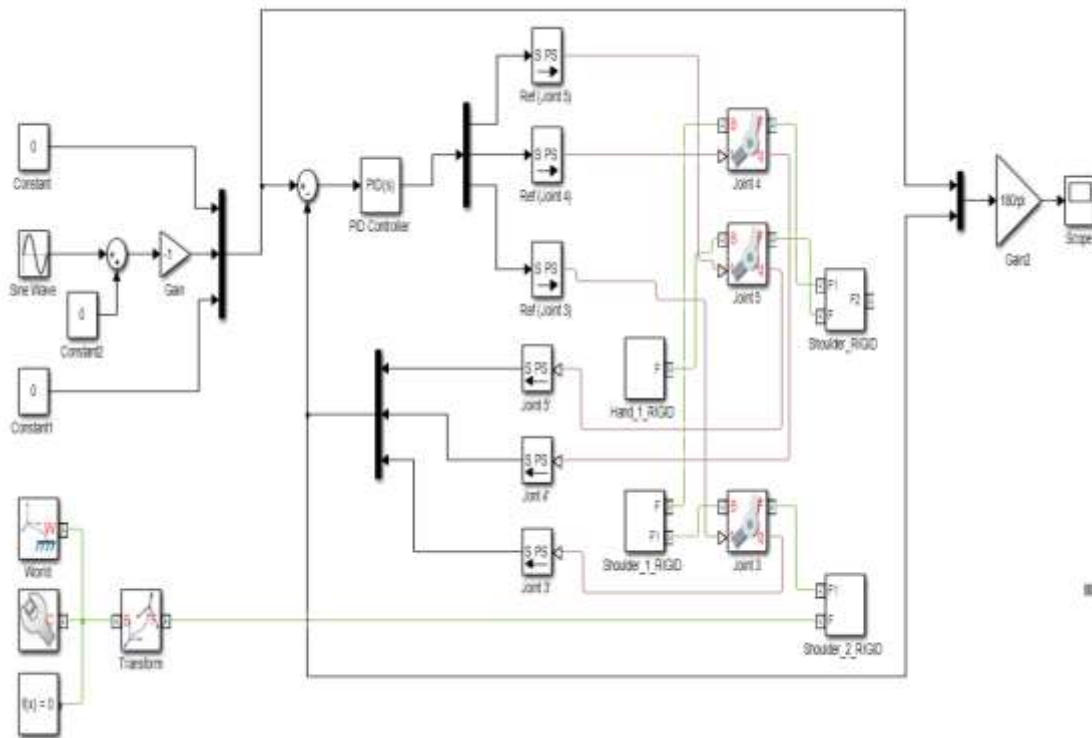 S PS
Ref (Joint 5)
0
Constant
S PS
Ref (Joint 4)
B
F
Joint 4
PID(s)
PID Controller
180/pi
Gain2
Scope
Sine Wave
-1
Gain
0
Constant2
S PS
Ref (Joint 3)
B
F
Joint 5
F1
F2
F
Shoulder_RIGID
0
Constant1
S PS
Joint 5'
F
Hand_1_RIGID
S PS
Joint 4'
W
World
F
F1
Shoulder_1_RIGID
B
F
Joint 3
S PS
Joint 3'
C
B
Transform
F1
F
Shoulder_2_RIGID
f(x) = 0